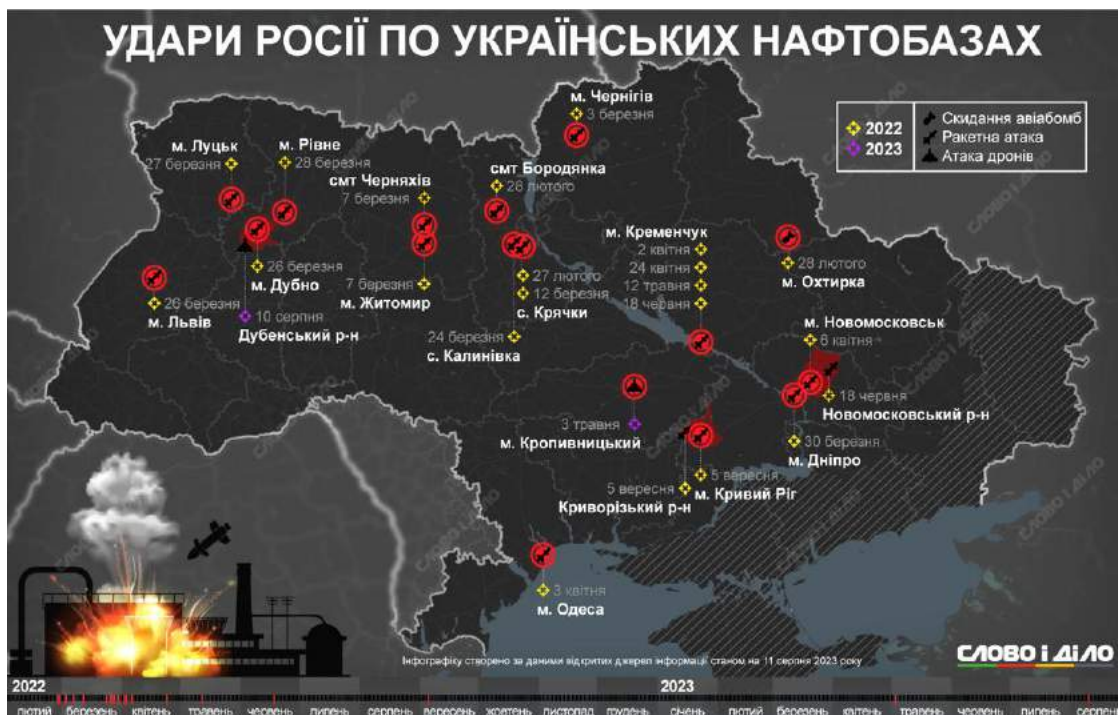 УДАРИ РОСІЇ ПО УКРАЇНСЬКИХ НАФТОБАЗАХ
м. Чернігів
3 березня
2022
2023
Скидання авіабомб
Ракетна атака
Атака дронів
м. Луцьк
27 березня
м. Рівне
28 березня
смт Черняхів
7 березня
смт Бородянка
26 лютого
м. Кременчук
2 квітня
24 квітня
12 травня
18 червня
28 лютого
м. Охтирка
26 березня
м. Дубно
26 березня
м. Львів
10 серпня
Дубенський р-н
7 березня
м. Житомир
27 лютого
12 березня
с. Крячки
24 березня
с. Калинівка
м. Новомосковськ
6 квітня
18 червня
Новомосковський р-н
3 травня
м. Кропивницький
30 березня
м. Дніпро
5 вересня
м. Кривий Ріг
5 вересня
Криворізький р-н
3 квітня
м. Одеса
Інфографіку створено за даними відкритих джерел інформації станом на 11 серпня 2023 року
СЛОВО і ДІЛО
2022
2023
лютий березень квітень травень червень липень серпень вересень жовтень листопад грудень січень лютий березень квітень травень червень липень серпень